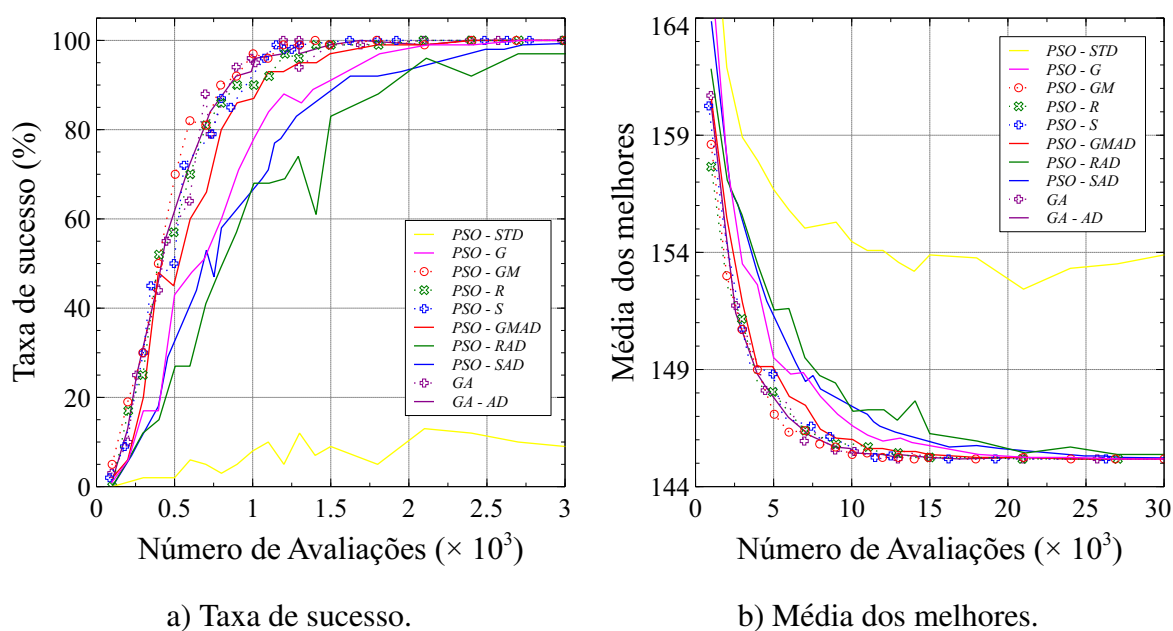 100
80
60
40
20
0
Taxa de sucesso (%)
0
0.5
1
1.5
2
2.5
3
Número de Avaliações (× 10³)
PSO - STD
PSO - G
PSO - GM
PSO - R
PSO - S
PSO - GMAD
PSO - RAD
PSO - SAD
GA
GA - AD
a) Taxa de sucesso.
164
159
154
149
144
Média dos melhores
0
5
10
15
20
25
30
Número de Avaliações (× 10³)
PSO - STD
PSO - G
PSO - GM
PSO - R
PSO - S
PSO - GMAD
PSO - RAD
PSO - SAD
GA
GA - AD
b) Média dos melhores.